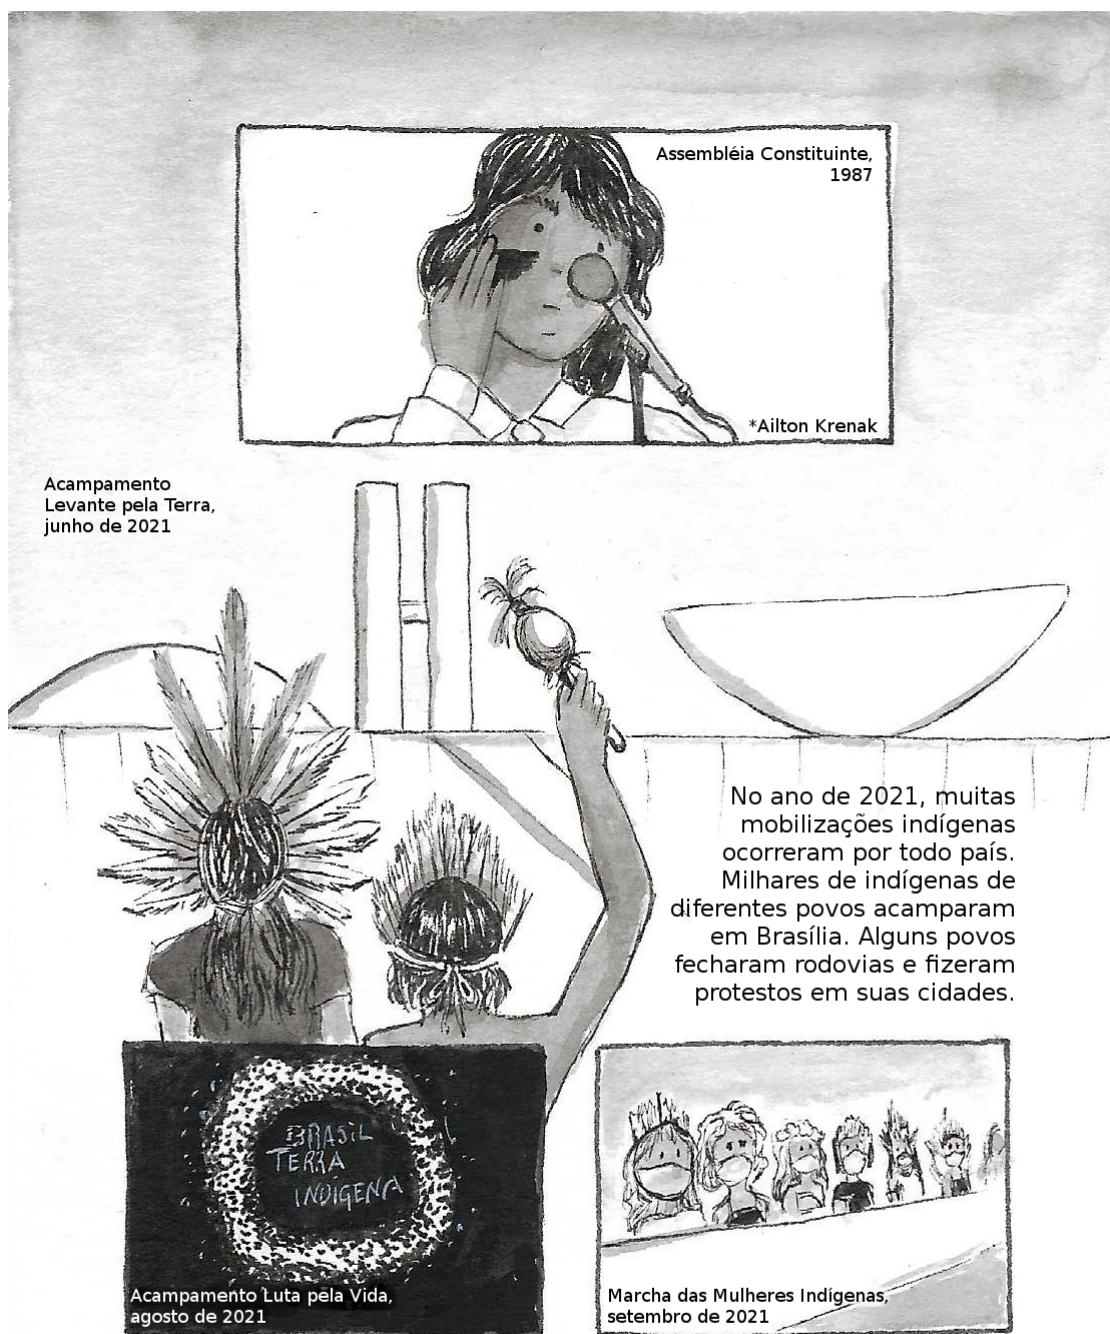 Assembléia Constituinte,
1987
*Ailton Krenak
Acampamento
Levante pela Terra,
junho de 2021
No ano de 2021, muitas
mobilizações indígenas
ocorreram por todo país.
Milhares de indígenas de
diferentes povos acamparam
em Brasília. Alguns povos
fecharam rodovias e fizeram
protestos em suas cidades.
BRASIL
TERRA
INDÍGENA
Acampamento Luta pela Vida,
agosto de 2021
Marcha das Mulheres Indígenas,
setembro de 2021